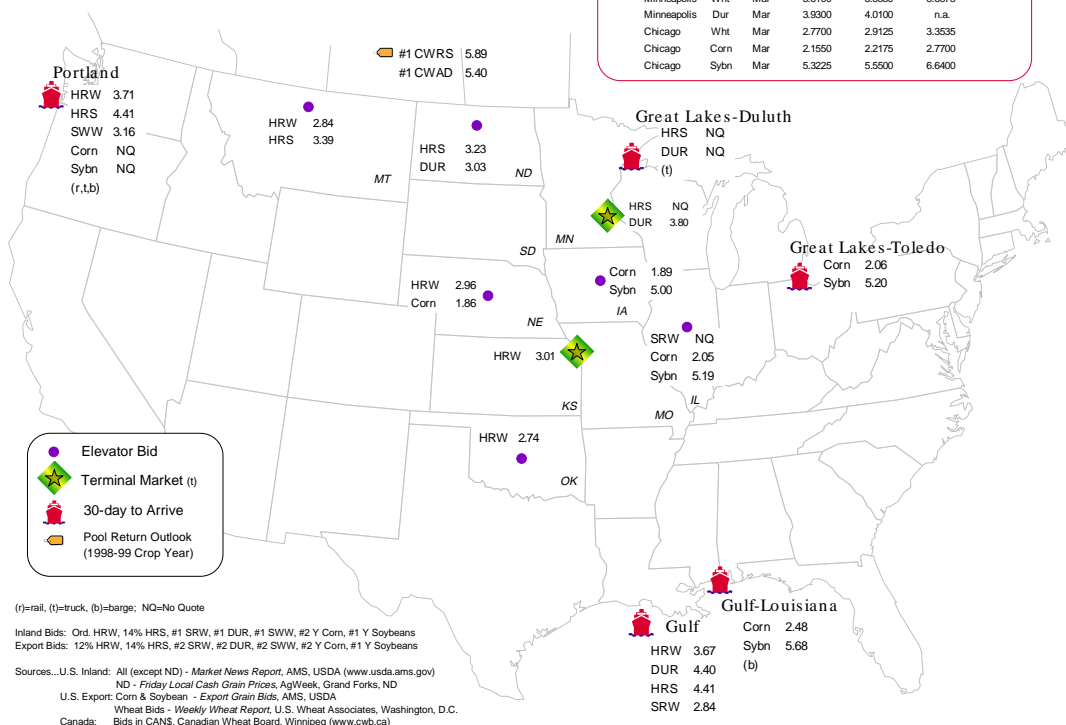 Minneapolis Dur Mar 3.9300 4.0100 n.a.
Chicago Wht Mar 2.7700 2.9125 3.3535
Chicago Corn Mar 2.1550 2.2175 2.7700
Chicago Sybn Mar 5.3225 5.5500 6.6400
#1 CWRS 5.89
#1 CWAD 5.40
Portland
HRW 3.71
HRS 4.41
SWW 3.16
Corn NQ
Sybn NQ
(r,t,b)
HRW 2.84
HRS 3.39
MT
HRS 3.23
DUR 3.03
ND
Great Lakes-Duluth
HRS NQ
DUR NQ
(t)
HRS NQ
DUR 3.80
MN
SD
Great Lakes-Toledo
Corn 2.06
Sybn 5.20
HRW 2.96
Corn 1.86
NE
Corn 1.89
Sybn 5.00
IA
HRW 3.01
KS
SRW NQ
Corn 2.05
Sybn 5.19
IL
MO
HRW 2.74
OK
Elevator Bid
Terminal Market (t)
30-day to Arrive
Pool Return Outlook
(1998-99 Crop Year)
Gulf-Louisiana
Corn 2.48
Sybn 5.68
(b)
Gulf
HRW 3.67
DUR 4.40
HRS 4.41
SRW 2.84
(r)=rail, (t)=truck, (b)=barge; NQ=No Quote
Inland Bids: Ord. HRW, 14% HRS, #1 SRW, #1 DUR, #1 SWW, #2 Y Corn, #1 Y Soybeans
Export Bids: 12% HRW, 14% HRS, #2 SRW, #2 DUR, #2 SWW, #2 Y Corn, #1 Y Soybeans
Sources...U.S. Inland: All (except ND) - Market News Report, AMS, USDA (www.usda.ams.gov)
ND - Friday Local Cash Grain Prices, AgWeek, Grand Forks, ND
U.S. Export: Corn & Soybean - Export Grain Bids, AMS, USDA
Wheat Bids - Weekly Wheat Report, U.S. Wheat Associates, Washington, D.C.
Canada: Bids in CAN$, Canadian Wheat Board, Winnipeg (www.cwb.ca)